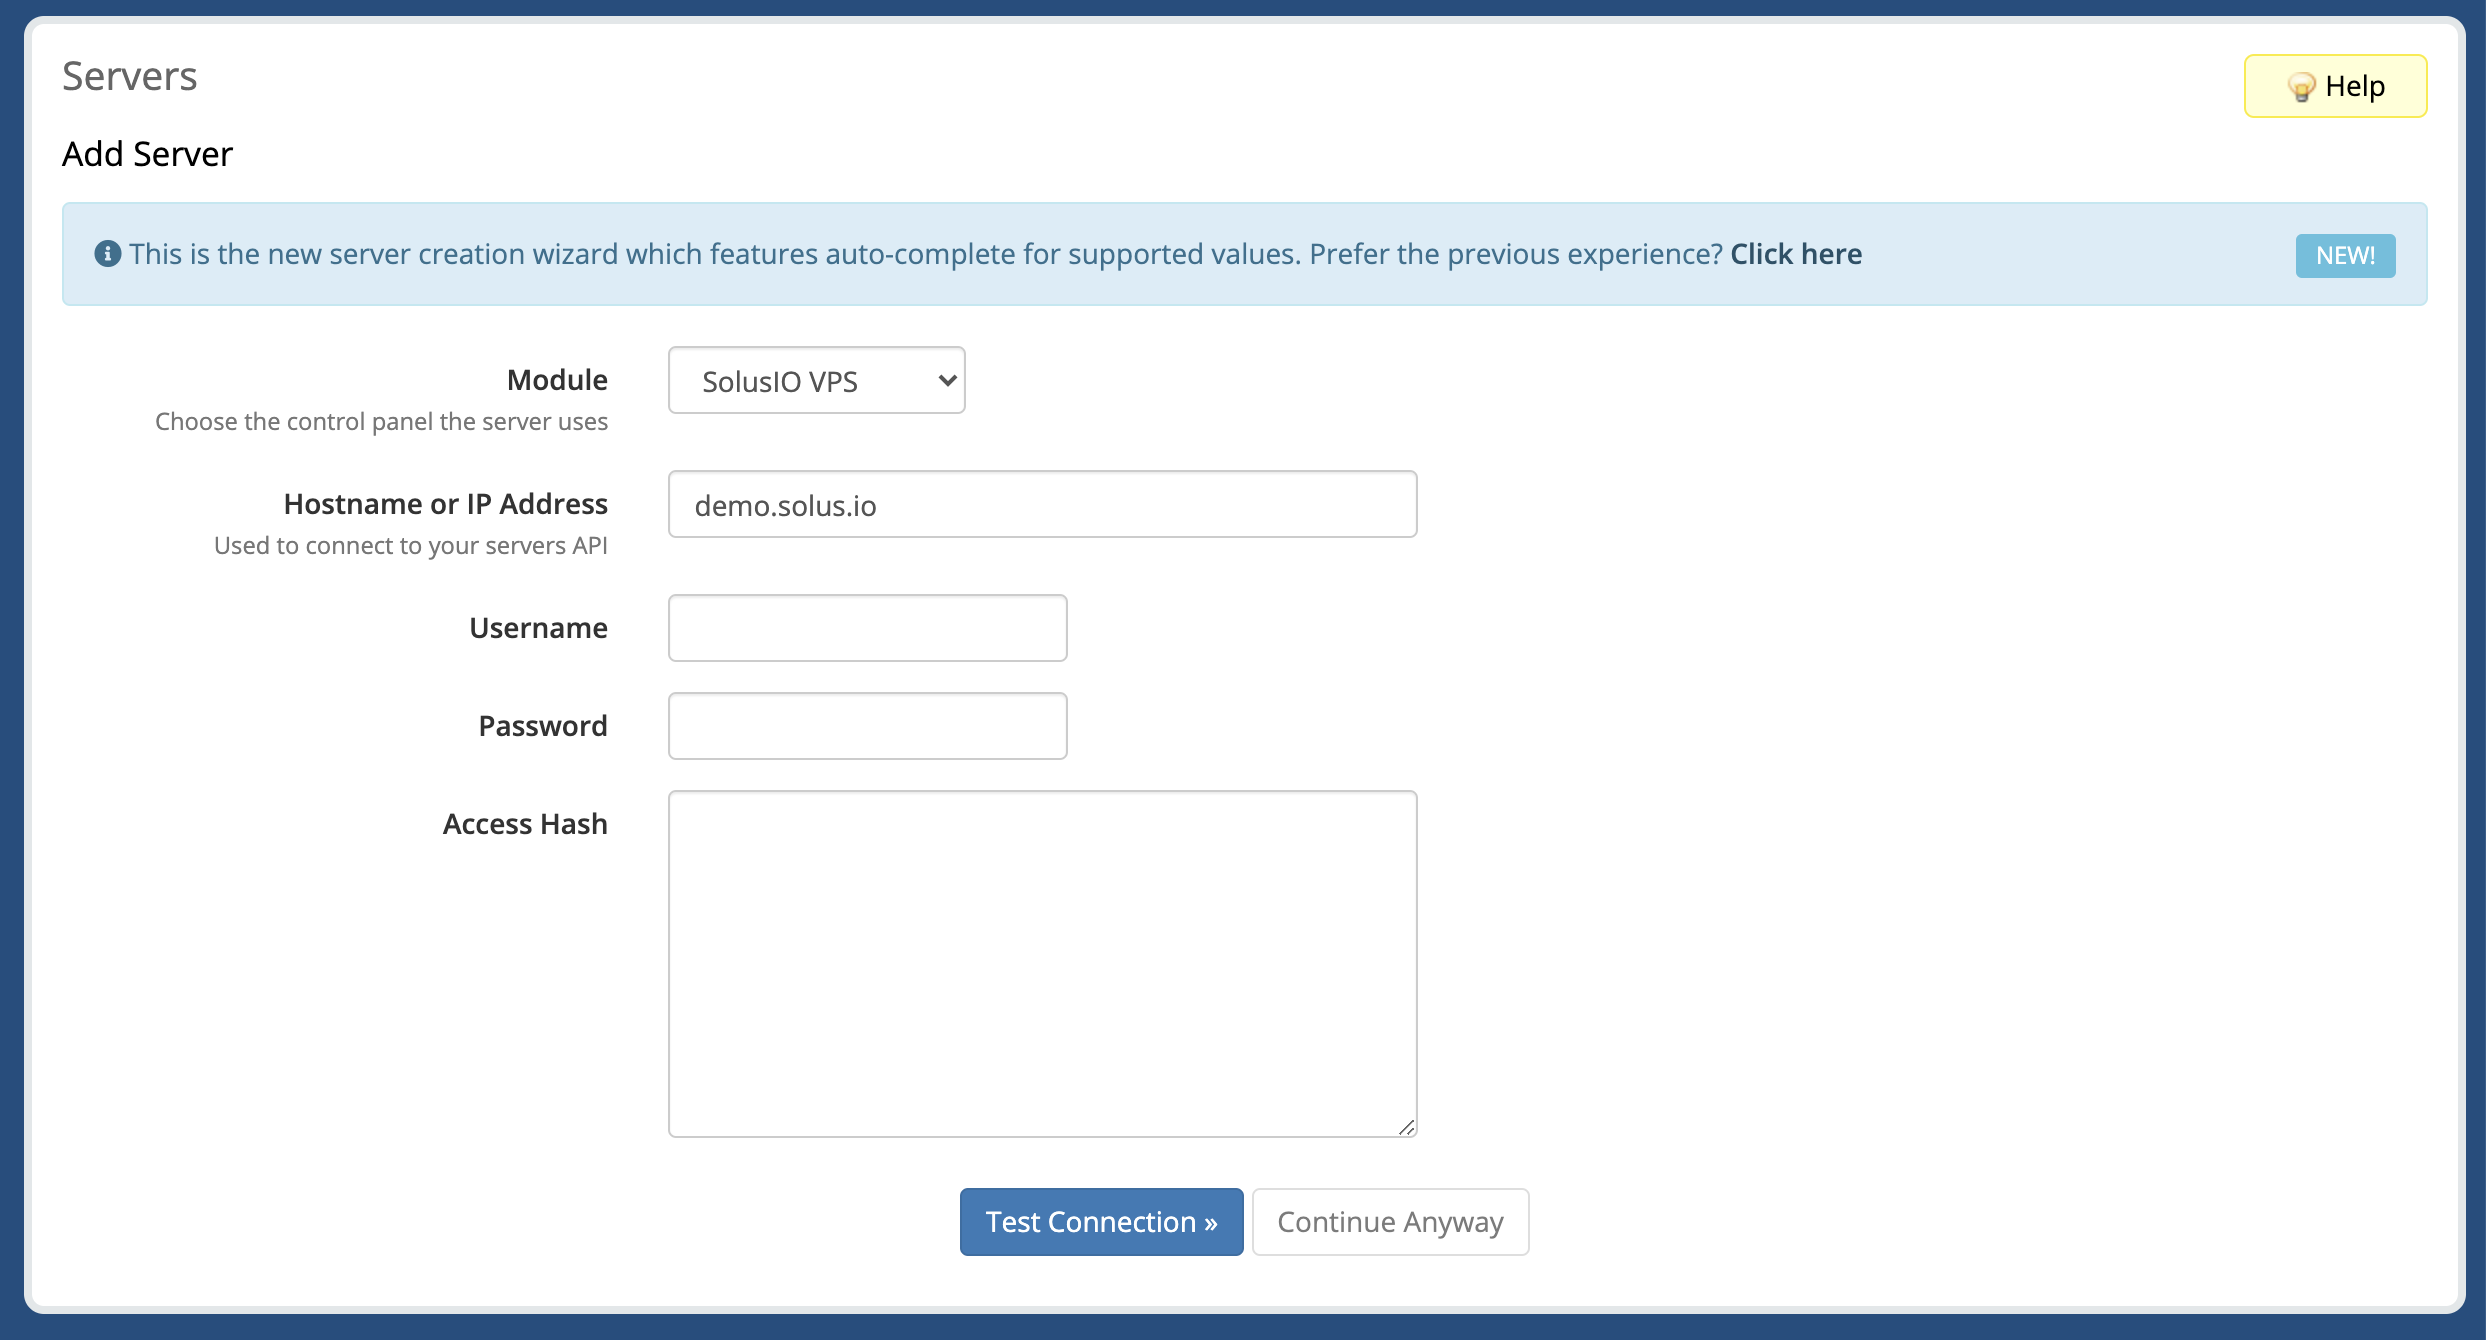 Servers
Help
Add Server
This is the new server creation wizard which features auto-complete for supported values. Prefer the previous experience? Click here
NEW!
Module
SolusIO VPS
Choose the control panel the server uses
Hostname or IP Address
demo.solus.io
Used to connect to your servers API
Username
Password
Access Hash
Test Connection »
Continue Anyway